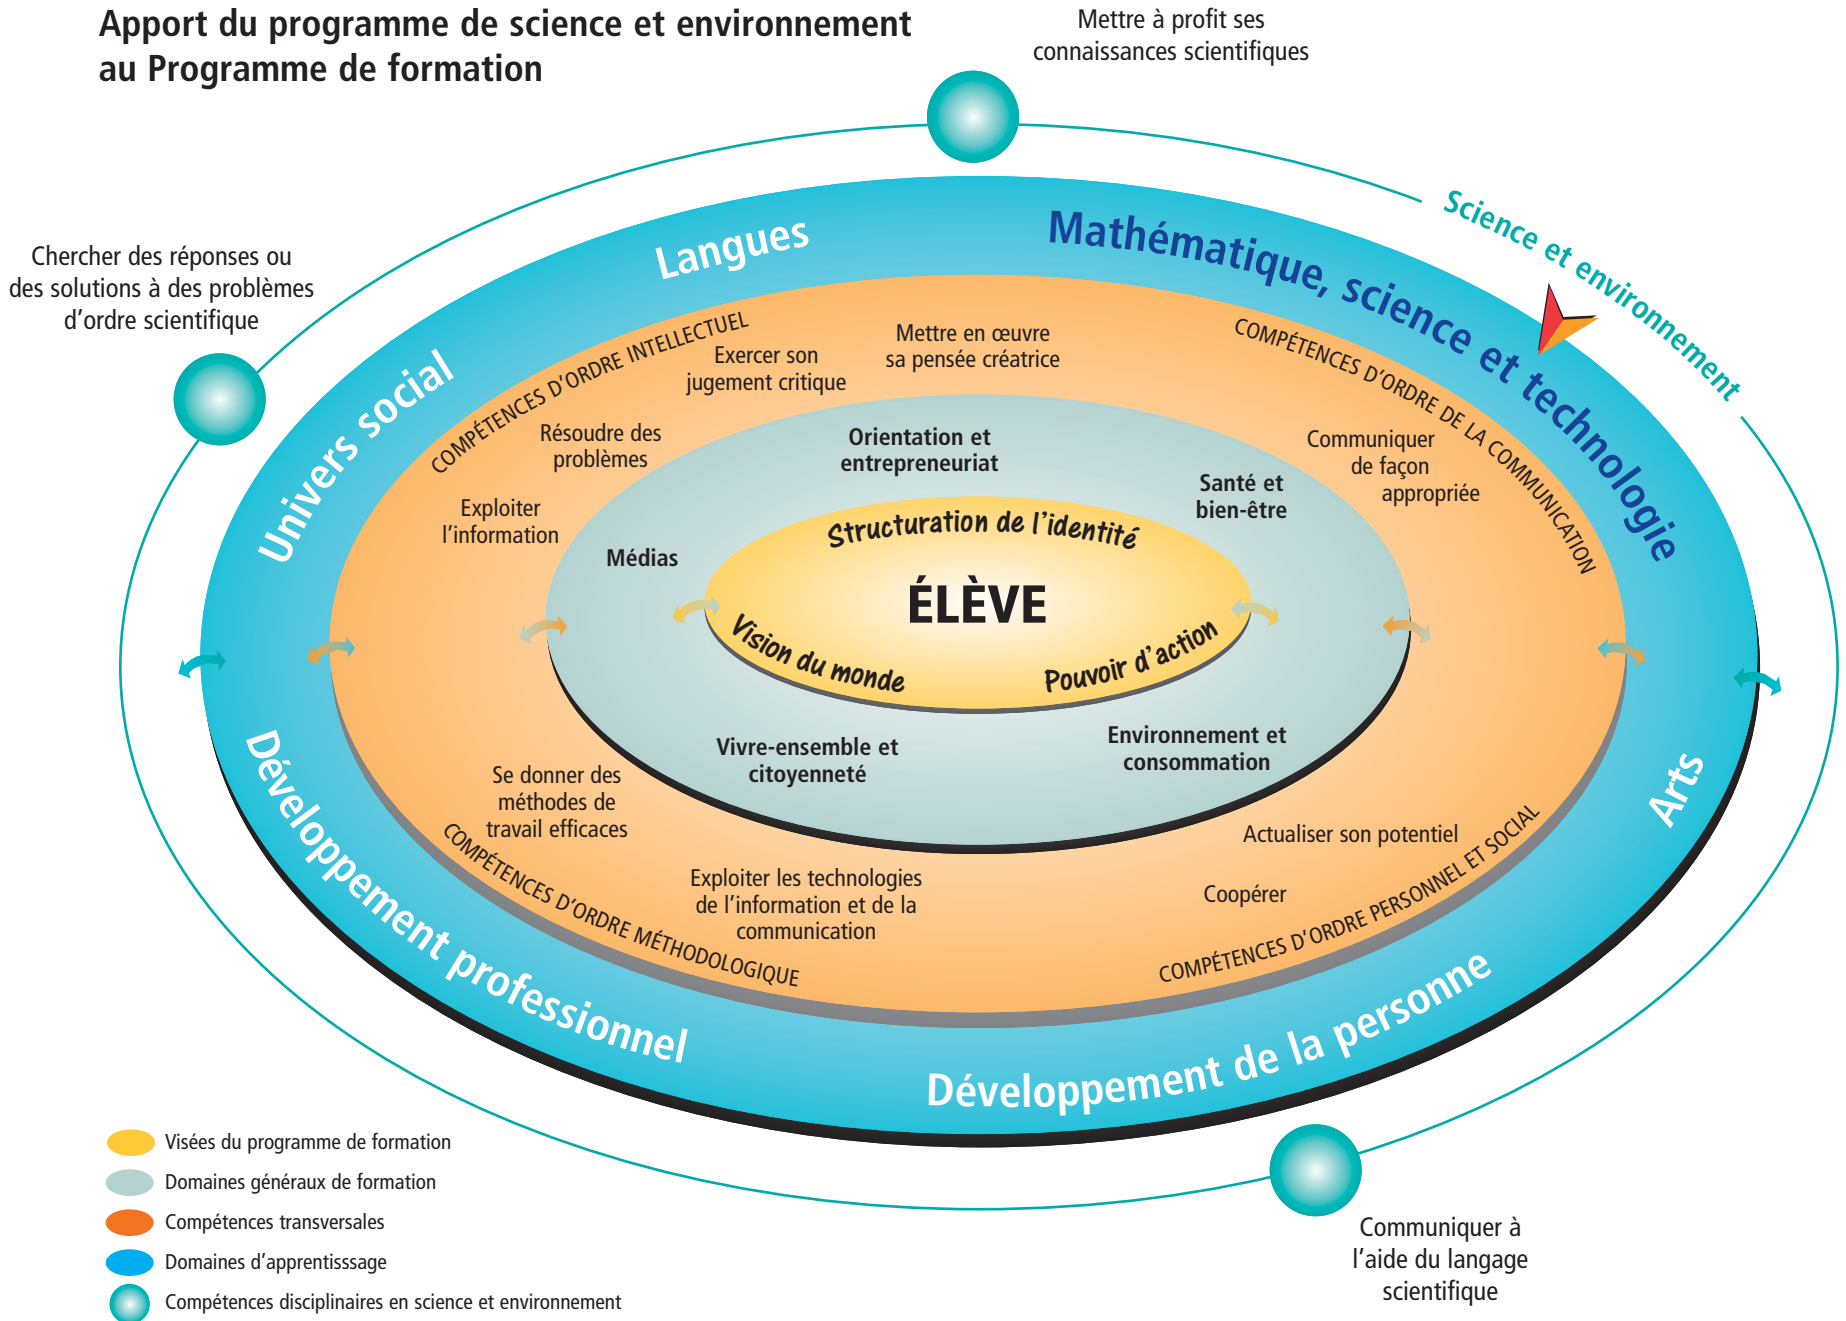 Apport du programme de science et environnement
au Programme de formation
Mettre à profit ses
connaissances scientifiques
Science et environnement
Chercher des réponses ou
des solutions à des problèmes
d'ordre scientifique
Langues
Mathématique, science et technologie
Univers social
COMPÉTENCES D'ORDRE INTELLECTUEL
Exercer son
jugement critique
Mettre en œuvre
sa pensée créatrice
COMPÉTENCES D'ORDRE DE LA COMMUNICATION
Résoudre des
problèmes
Communiquer
de façon
appropriée
Exploiter
l'information
Orientation et
entrepreneuriat
Santé et
bien-être
Médias
Structuration de l'identité
ÉLÈVE
Vision du monde
Pouvoir d'action
Vivre-ensemble et
citoyenneté
Environnement et
consommation
Se donner des
méthodes de
travail efficaces
Actualiser son potentiel
Exploiter les technologies
de l'information et de la
communication
Coopérer
COMPÉTENCES D'ORDRE MÉTHODOLOGIQUE
COMPÉTENCES D'ORDRE PERSONNEL ET SOCIAL
Arts
Développement professionnel
Développement de la personne
Communiquer à
l'aide du langage
scientifique
Visées du programme de formation
Domaines généraux de formation
Compétences transversales
Domaines d'apprentisssage
Compétences disciplinaires en science et environnement